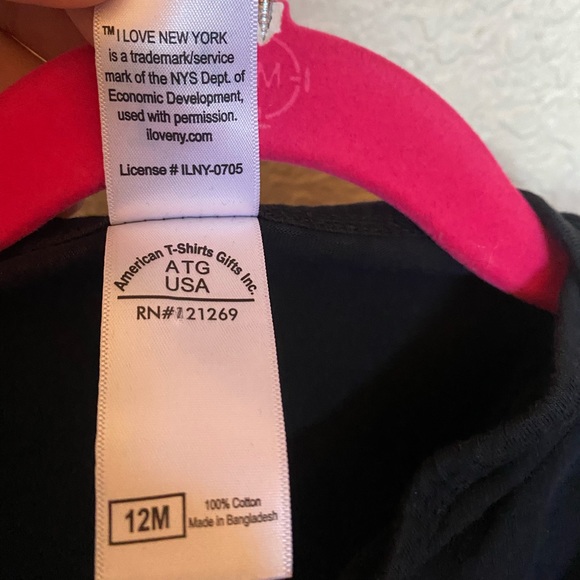 ™I LOVE NEW YORK
is a trademark/service
mark of the NYS Dept. of
Economic Development,
used with permission.
iloveny.com
License # ILNY-0705
American T-Shirts Gifts Inc.
ATG
USA
RN#121269
12M
100% Cotton
Made in Bangladesh